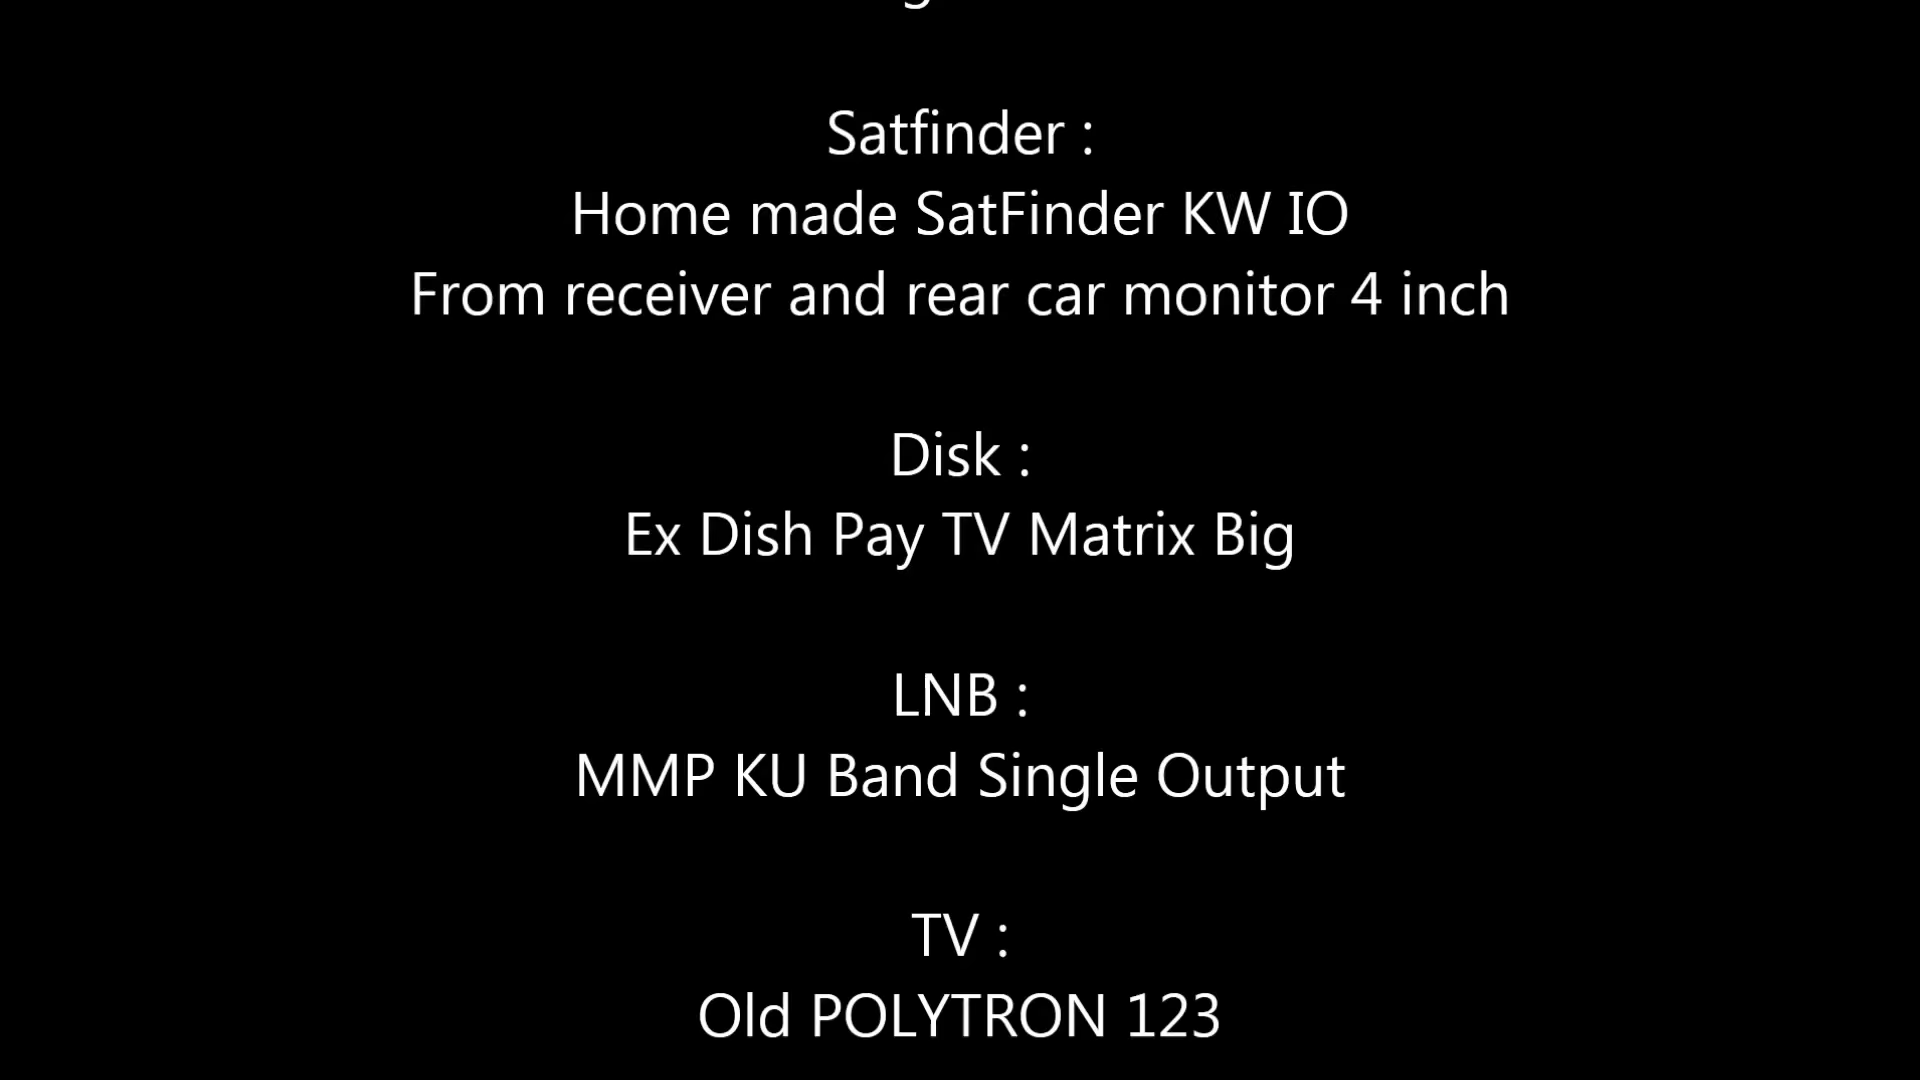 Satfinder :
Home made SatFinder KW IO
From receiver and rear car monitor 4 inch
Disk :
Ex Dish Pay TV Matrix Big
LNB :
MMP KU Band Single Output
TV :
Old POLYTRON 123